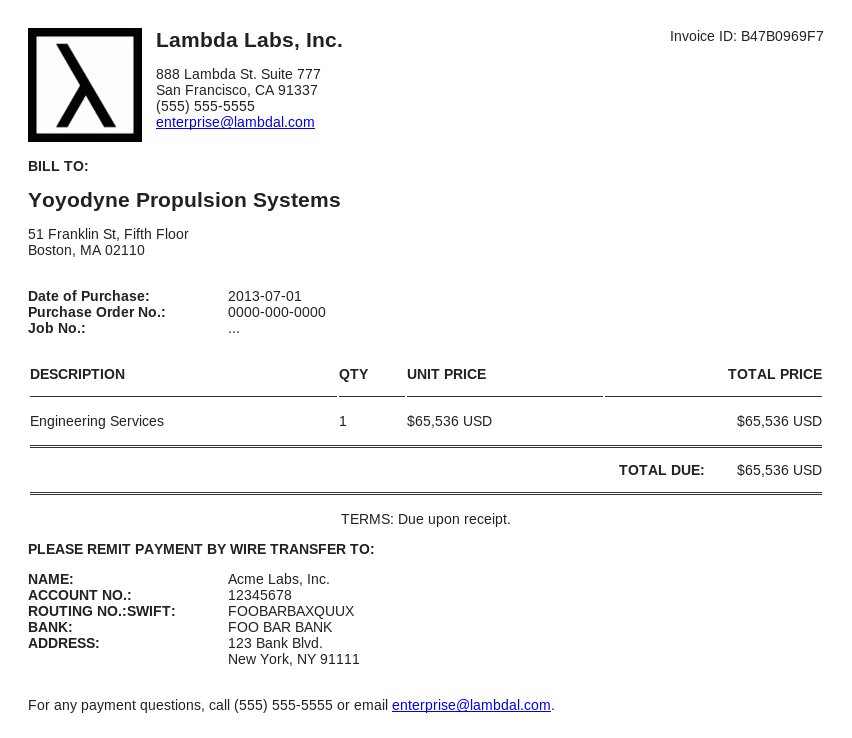 λ
Lambda Labs, Inc.
Invoice ID: B47B0969F7
888 Lambda St. Suite 777
San Francisco, CA 91337
(555) 555-5555
enterprise@lambdal.com
BILL TO:
Yoyodyne Propulsion Systems
51 Franklin St, Fifth Floor
Boston, MA 02110
Date of Purchase: 2013-07-01
Purchase Order No.: 0000-000-0000
Job No.: ...
DESCRIPTION QTY UNIT PRICE TOTAL PRICE
Engineering Services 1 $65,536 USD $65,536 USD
TOTAL DUE: $65,536 USD
TERMS: Due upon receipt.
PLEASE REMIT PAYMENT BY WIRE TRANSFER TO:
NAME: Acme Labs, Inc.
ACCOUNT NO.: 12345678
ROUTING NO.:SWIFT: FOOBARBAXQUUX
BANK: FOO BAR BANK
ADDRESS: 123 Bank Blvd.
New York, NY 91111
For any payment questions, call (555) 555-5555 or email enterprise@lambdal.com.